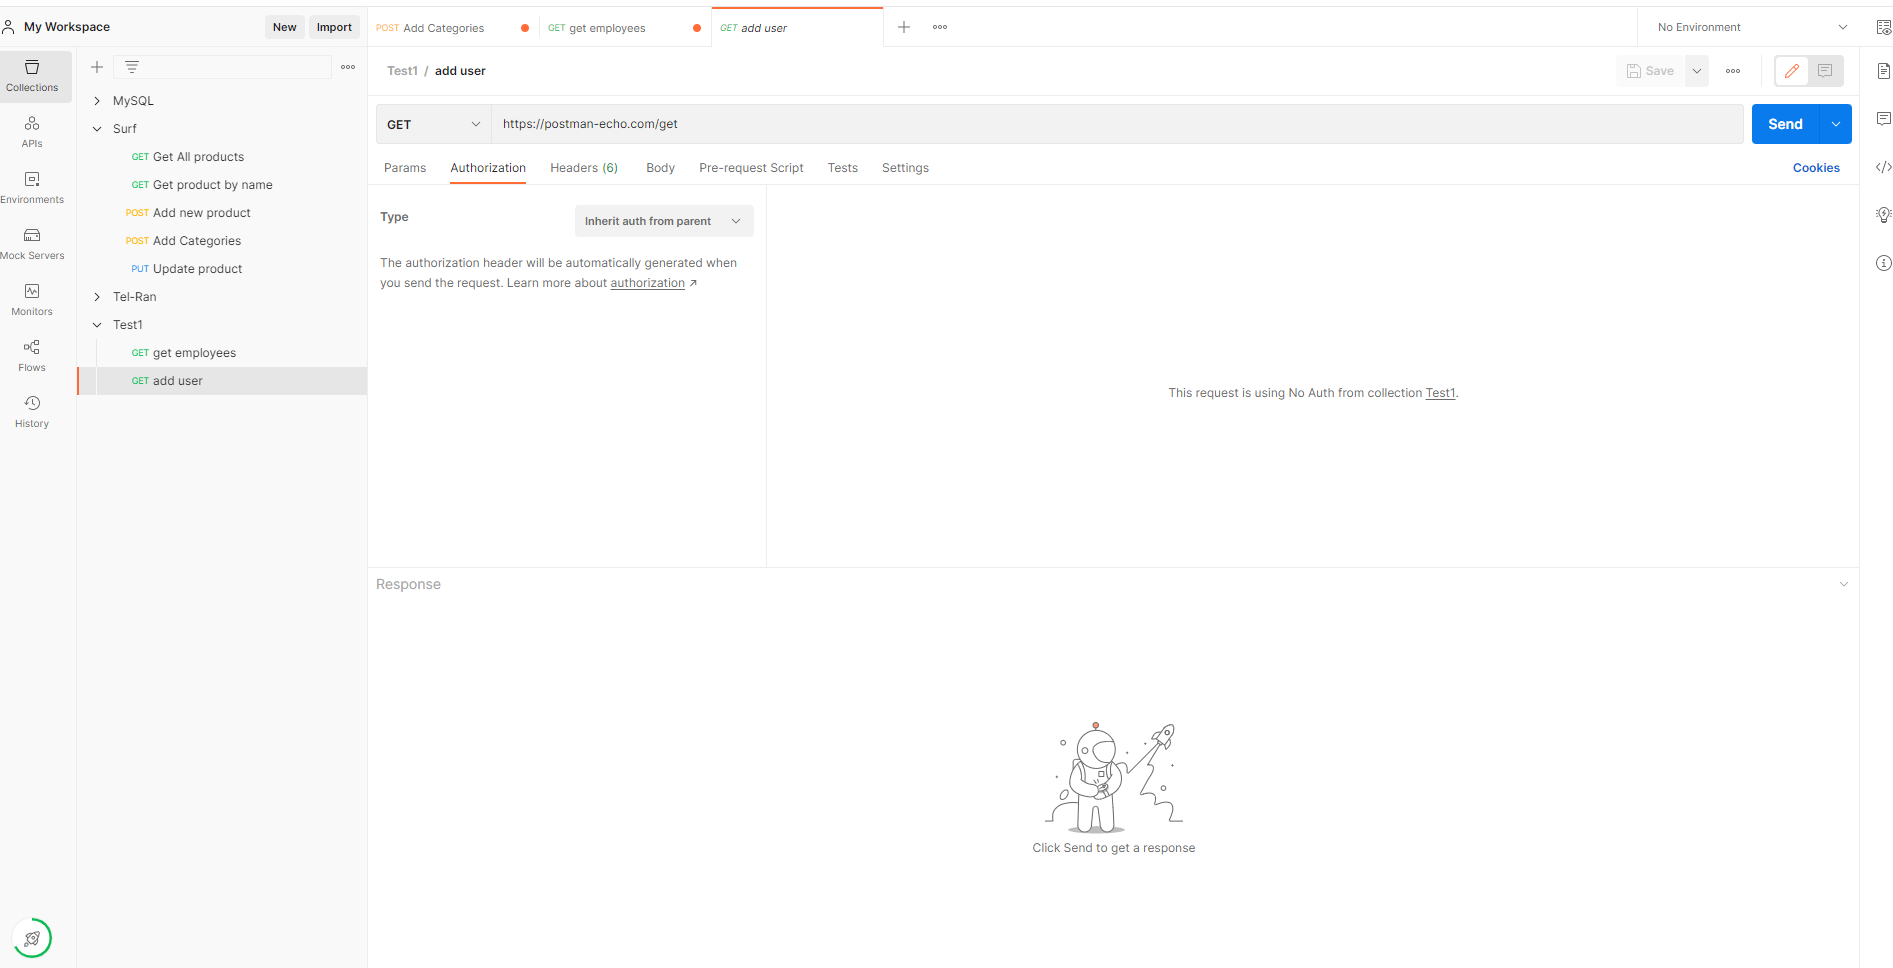 My Workspace
New
Import
POST Add Categories
GET get employees
GET add user
No Environment
Collections
APIs
Environments
Mock Servers
Monitors
Flows
History
MySQL
Surf
GET Get All products
GET Get product by name
POST Add new product
POST Add Categories
PUT Update product
Tel-Ran
Test1
GET get employees
GET add user
Test1 / add user
Save
GET
https://postman-echo.com/get
Send
Params
Authorization
Headers (6)
Body
Pre-request Script
Tests
Settings
Cookies
Type
Inherit auth from parent
The authorization header will be automatically generated when
you send the request. Learn more about authorization
This request is using No Auth from collection Test1.
Response
Click Send to get a response